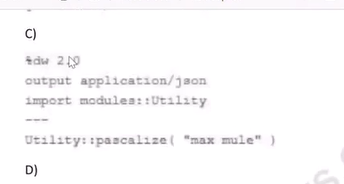 C)
%dw 2.0
output application/json
import modules::Utility
---
Utility::pascalize( "max mule" )
D)